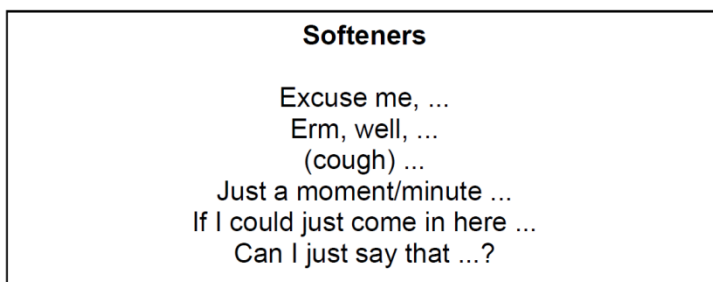 Softeners
Excuse me, ...
Erm, well, ...
(cough) ...
Just a moment/minute ...
If I could just come in here ...
Can I just say that ...?